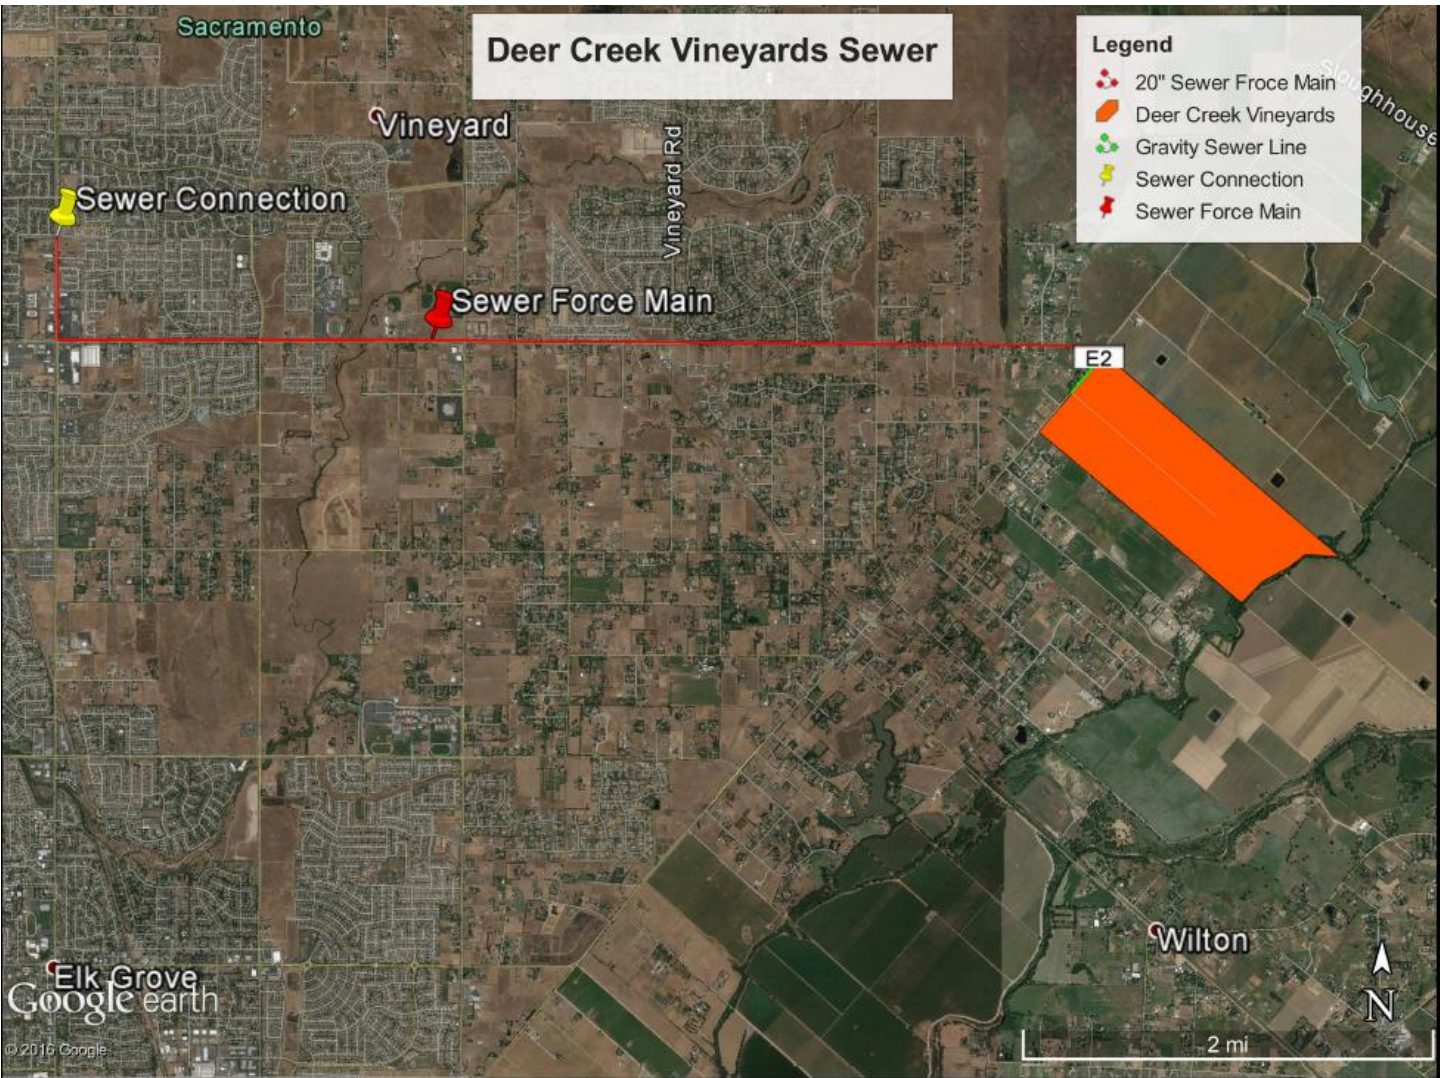 Sacramento
Deer Creek Vineyards Sewer
Legend
20" Sewer Froce Main
Deer Creek Vineyards
Gravity Sewer Line
Sewer Connection
Sewer Force Main
Sloughhouse
Vineyard
Vineyard Rd
Sewer Connection
Sewer Force Main
E2
Wilton
Elk Grove
Google earth
N
© 2016 Google
2 mi